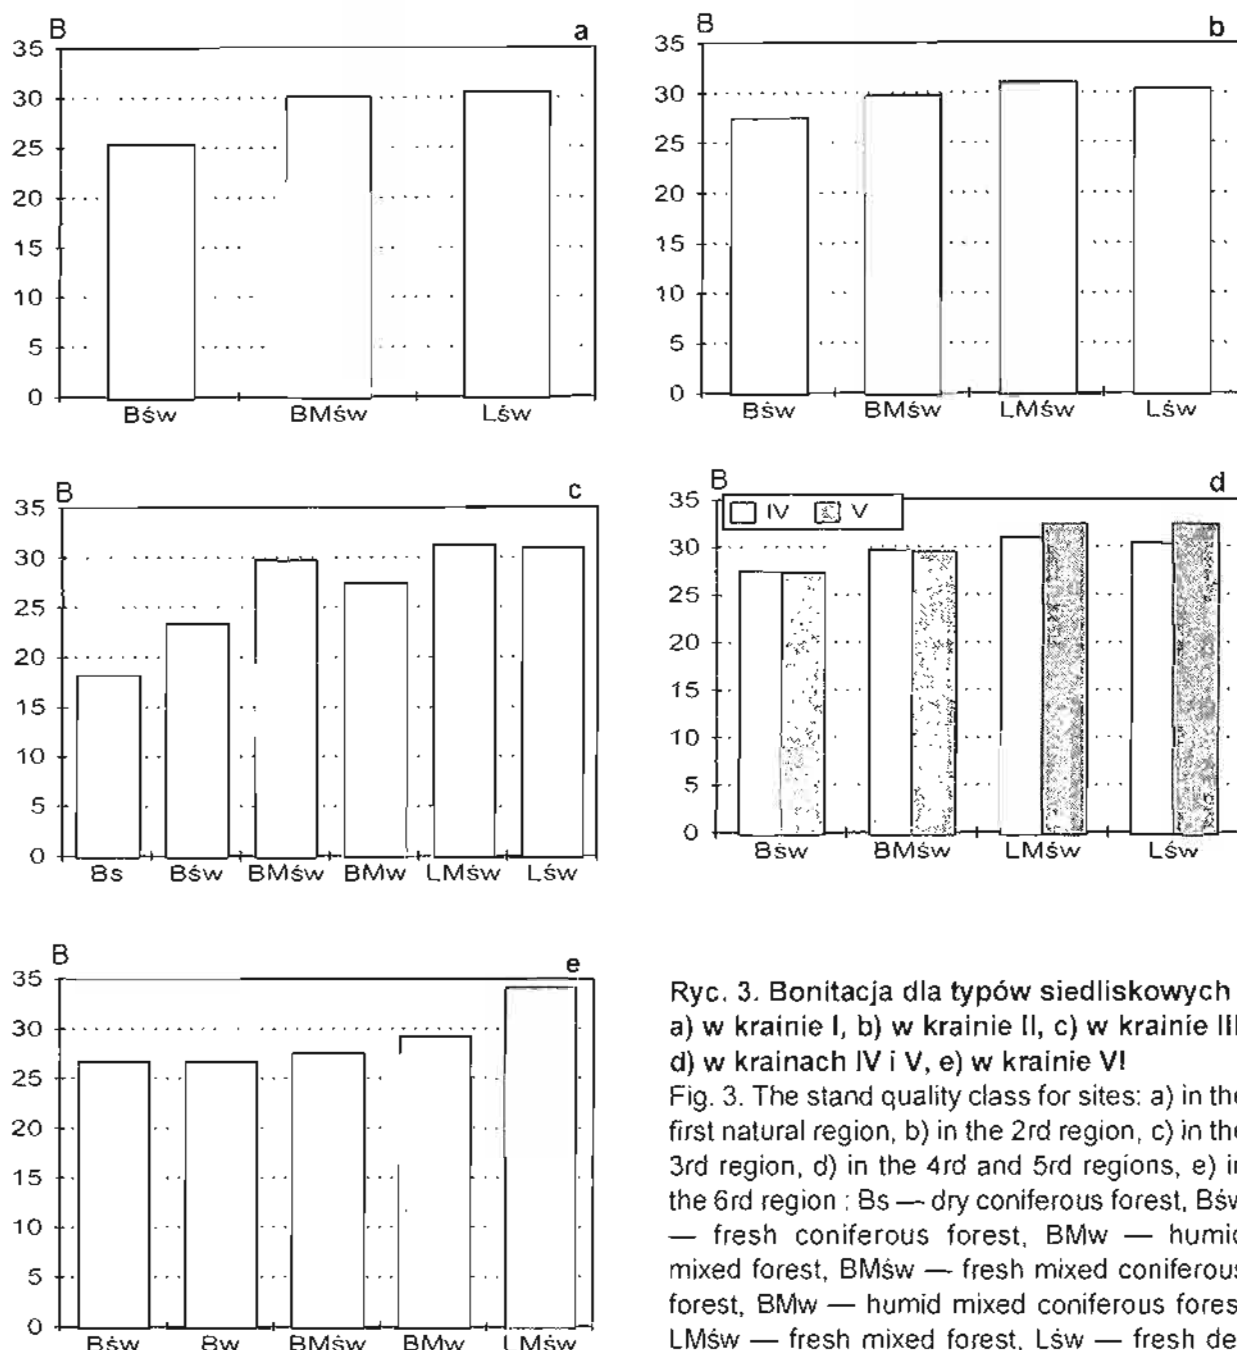 B a
35
30
25
20
15
10
5
0
Bśw BMśw Lśw
B b
35
30
25
20
15
10
5
0
Bśw BMśw LMśw Lśw
B c
35
30
25
20
15
10
5
0
Bs Bśw BMśw BMw LMśw Lśw
B d
IV V
35
30
25
20
15
10
5
0
Bśw BMśw LMśw Lśw
B e
35
30
25
20
15
10
5
0
Bśw Bw BMśw BMw LMśw
Ryc. 3. Bonitacja dla typów siedliskowych
a) w krainie I, b) w krainie II, c) w krainie III
d) w krainach IV i V, e) w krainie VI
Fig. 3. The stand quality class for sites: a) in the
first natural region, b) in the 2rd region, c) in the
3rd region, d) in the 4rd and 5rd regions, e) in
the 6rd region : Bs — dry coniferous forest, Bśw
— fresh coniferous forest, BMw — humid
mixed forest, BMśw — fresh mixed coniferous
forest, BMw — humid mixed coniferous forest
LMśw — fresh mixed forest, Lśw — fresh de-